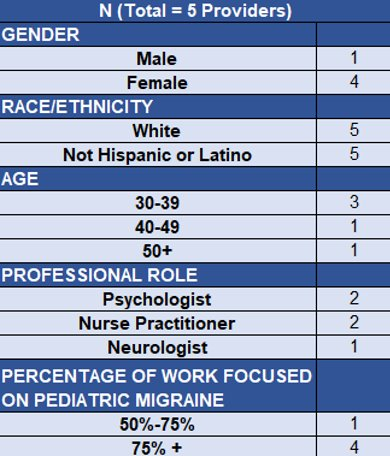 N (Total = 5 Providers)
GENDER
Male 1
Female 4
RACE/ETHNICITY
White 5
Not Hispanic or Latino 5
AGE
30-39 3
40-49 1
50+ 1
PROFESSIONAL ROLE
Psychologist 2
Nurse Practitioner 2
Neurologist 1
PERCENTAGE OF WORK FOCUSED
ON PEDIATRIC MIGRAINE
50%-75% 1
75% + 4